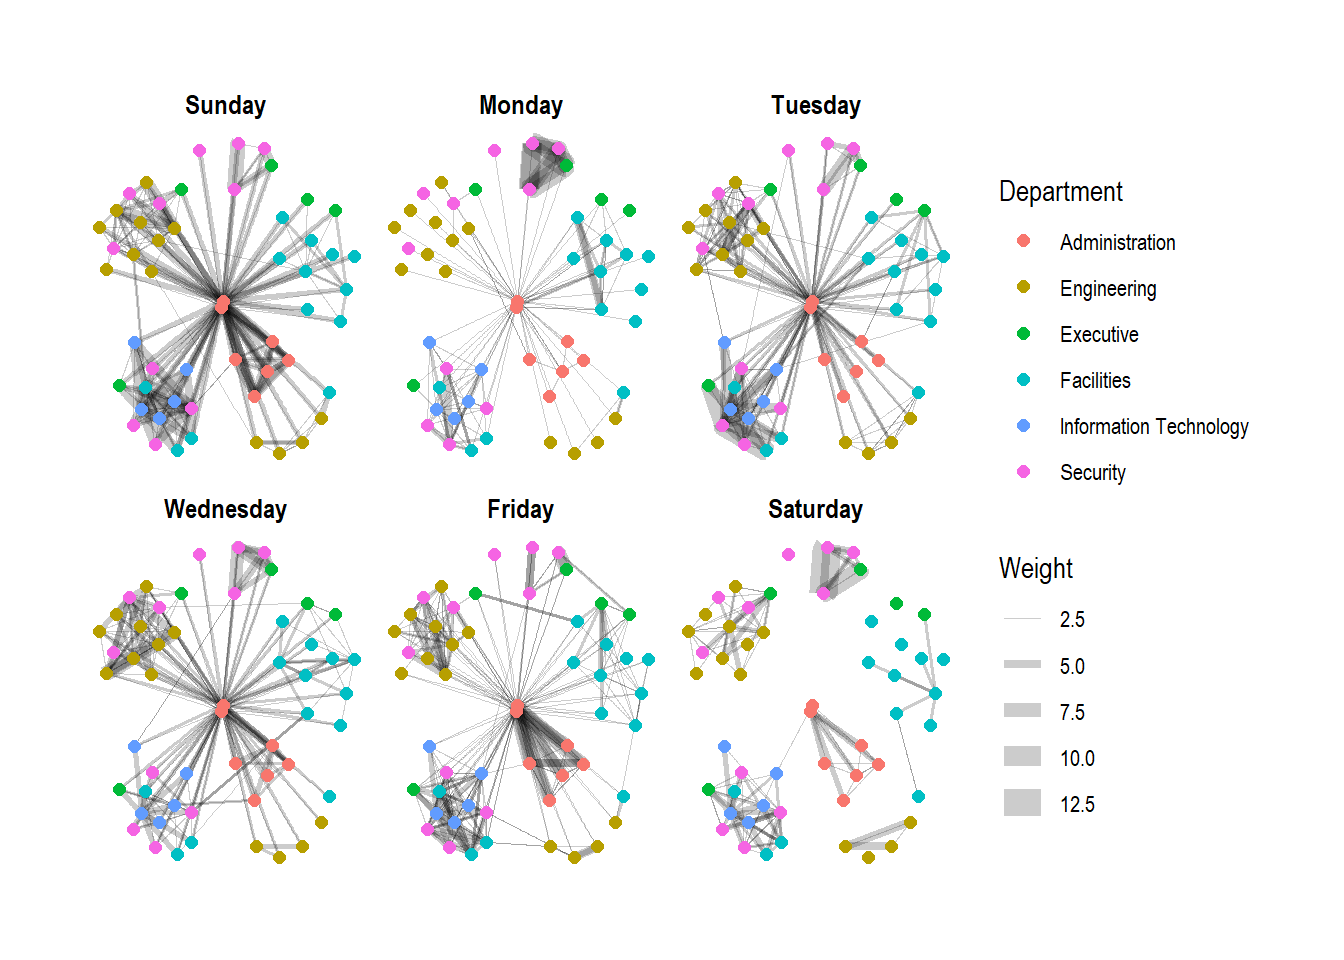 Sunday
Monday
Tuesday
Wednesday
Friday
Saturday
Department
Administration
Engineering
Executive
Facilities
Information Technology
Security
Weight
2.5
5.0
7.5
10.0
12.5